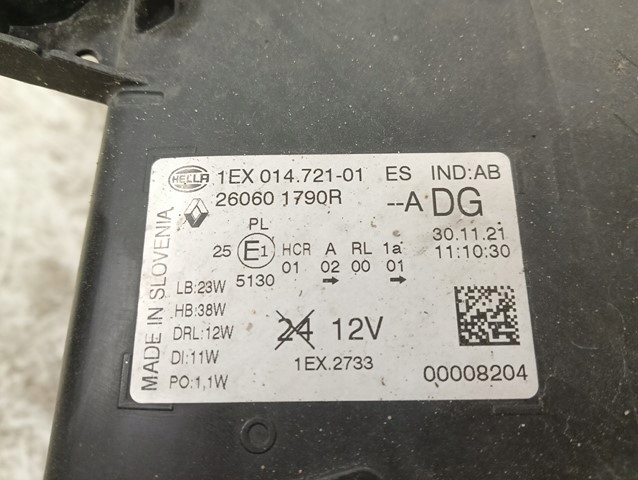 HELLA 1EX 014.721-01 ES IND:AB
26060 1790R --A DG
PL 30.11.21
25 E1 HCR A RL 1a 11:10:30
01 02 00 01
5130 → →
LB:23W
HB:38W
DRL:12W 24 12V
DI:11W 1EX.2733
PO:1,1W 00008204
MADE IN SLOVENIA